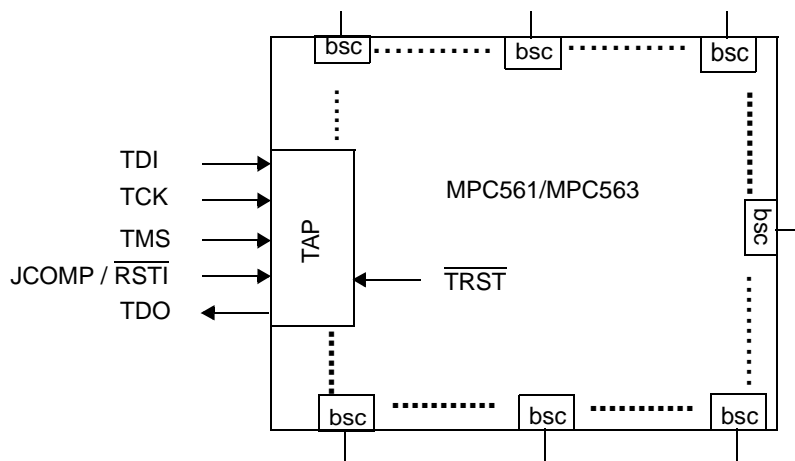 bsc bsc bsc
TDI
TCK
TMS
JCOMP / RSTI
TDO
TAP
MPC561/MPC563
TRST
bsc
bsc bsc bsc